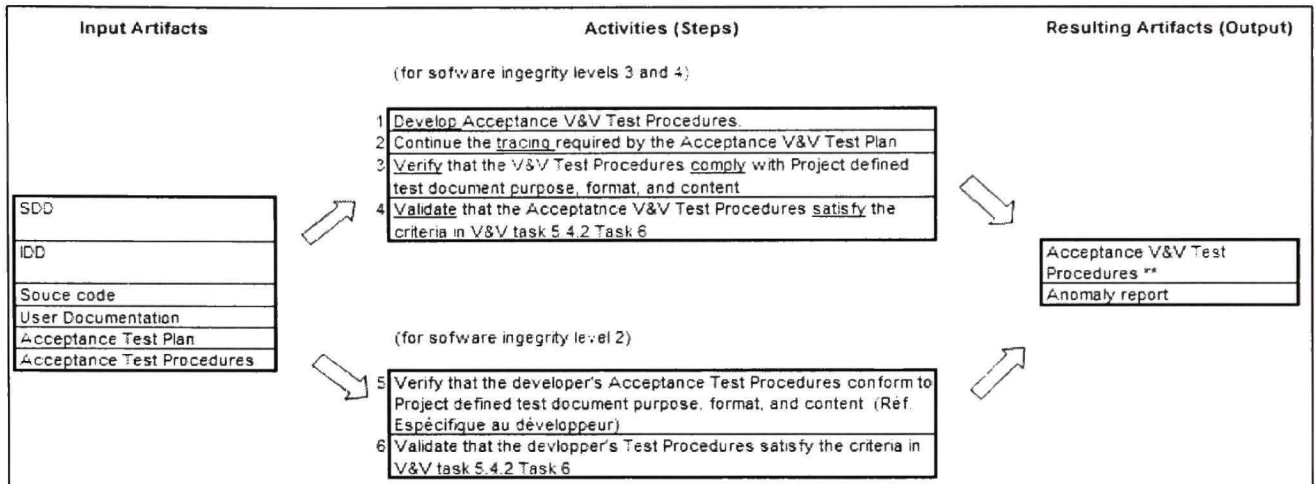 Input Artifacts
Activities (Steps)
Resulting Artifacts (Output)
(for sofware ingegrity levels 3 and 4)
1 Develop Acceptance V&V Test Procedures.
2 Continue the tracing required by the Acceptance V&V Test Plan
3 Verify that the V&V Test Procedures comply with Project defined
test document purpose, format, and content
4 Validate that the Acceptatnce V&V Test Procedures satisfy the
criteria in V&V task 5.4.2 Task 6
SDD
IDD
Souce code
User Documentation
Acceptance Test Plan
Acceptance Test Procedures
(for sofware ingegrity level 2)
5 Verify that the developer's Acceptance Test Procedures conform to
Project defined test document purpose, format, and content (Réf.
Espécifique au développeur)
6 Validate that the devlopper's Test Procedures satisfy the criteria in
V&V task 5.4.2 Task 6
Acceptance V&V Test
Procedures **
Anomaly report